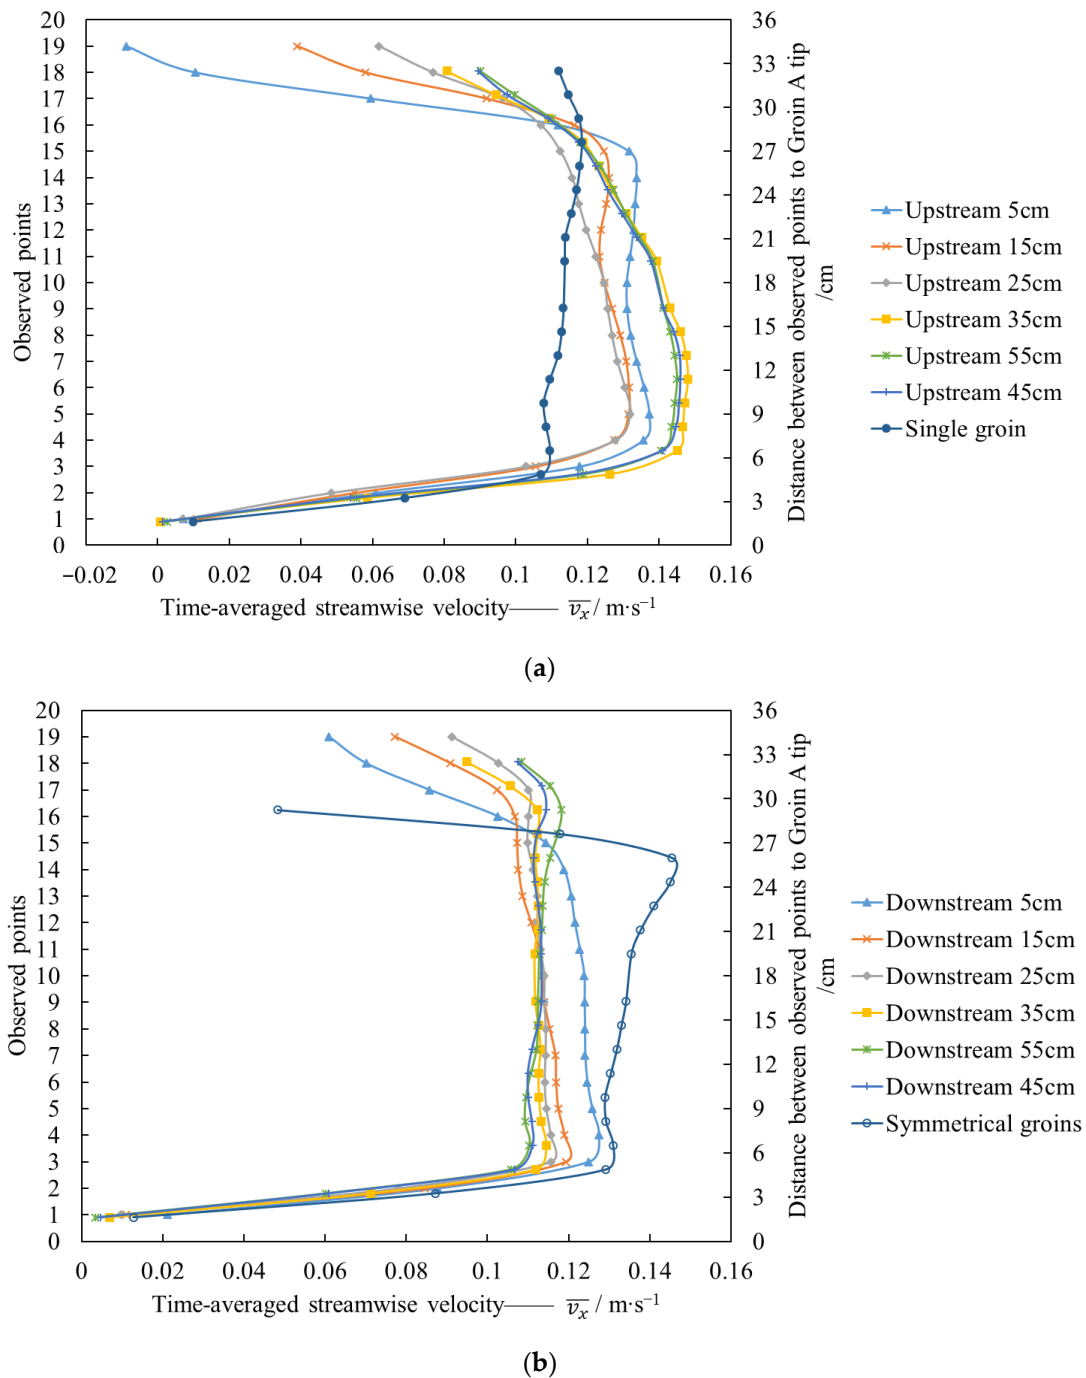 20
19
18
17
16
15
14
13
12
11
10
9
8
7
6
5
4
3
2
1
0
Observed points
36
33
30
27
24
21
18
15
12
9
6
3
0
Distance between observed points to Groin A tip
/cm
−0.02 0 0.02 0.04 0.06 0.08 0.1 0.12 0.14 0.16
Time-averaged streamwise velocity—— v̅ₓ / m·s⁻¹
Upstream 5cm
Upstream 15cm
Upstream 25cm
Upstream 35cm
Upstream 55cm
Upstream 45cm
Single groin
(a)
20
19
18
17
16
15
14
13
12
11
10
9
8
7
6
5
4
3
2
1
0
Observed points
36
33
30
27
24
21
18
15
12
9
6
3
0
Distance between observed points to Groin A tip
/cm
0 0.02 0.04 0.06 0.08 0.1 0.12 0.14 0.16
Time-averaged streamwise velocity—— v̅ₓ / m·s⁻¹
Downstream 5cm
Downstream 15cm
Downstream 25cm
Downstream 35cm
Downstream 55cm
Downstream 45cm
Symmetrical groins
(b)